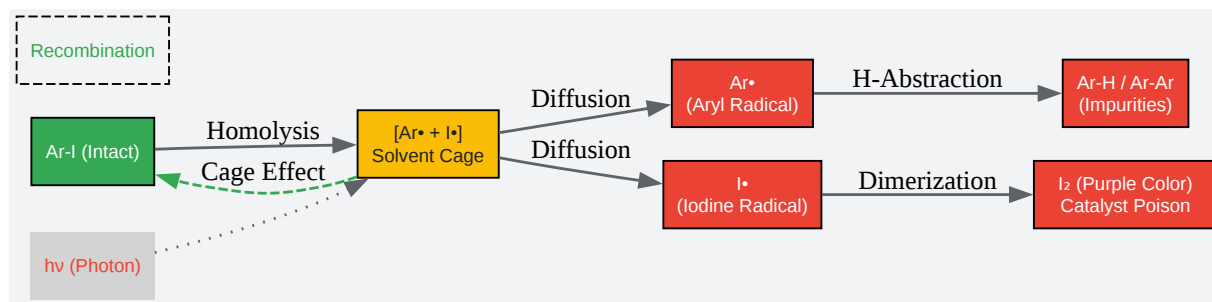 Recombination
Ar-I (Intact)
hν (Photon)
Homolysis
Cage Effect
[Ar• + I•]
Solvent Cage
Diffusion
Diffusion
Ar•
(Aryl Radical)
H-Abstraction
Ar-H / Ar-Ar
(Impurities)
I•
(Iodine Radical)
Dimerization
I₂ (Purple Color)
Catalyst Poison